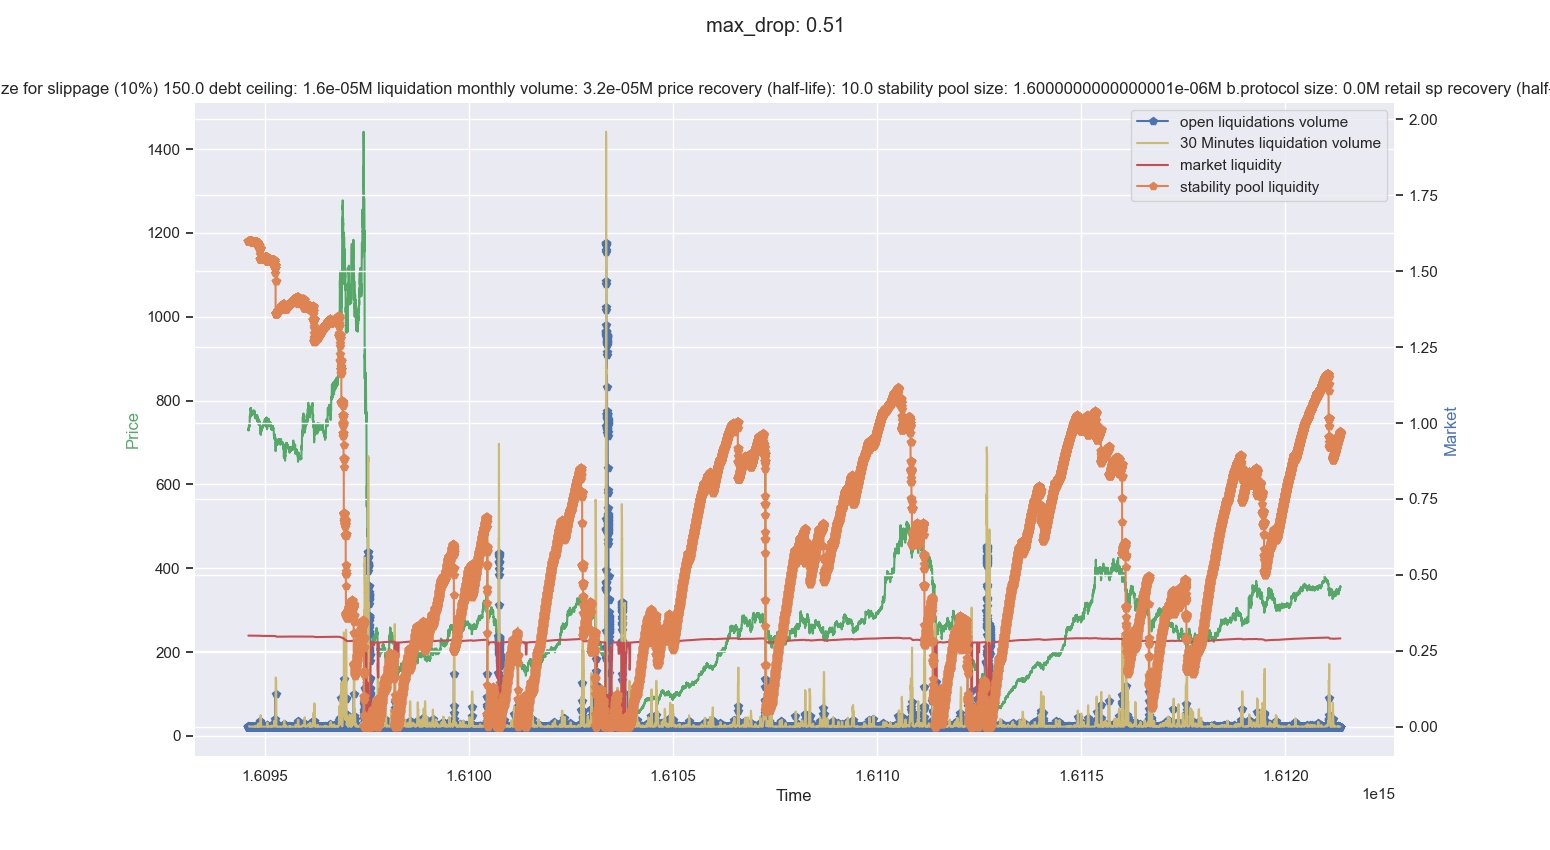 max_drop: 0.51
ze for slippage (10%) 150.0 debt ceiling: 1.6e-05M liquidation monthly volume: 3.2e-05M price recovery (half-life): 10.0 stability pool size: 1.6000000000000001e-06M b.protocol size: 0.0M retail sp recovery (half-
open liquidations volume
30 Minutes liquidation volume
market liquidity
stability pool liquidity
1400
1200
1000
800
600
400
200
0
Price
2.00
1.75
1.50
1.25
1.00
0.75
0.50
0.25
0.00
Market
1.6095 1.6100 1.6105 1.6110 1.6115 1.6120
Time
1e15